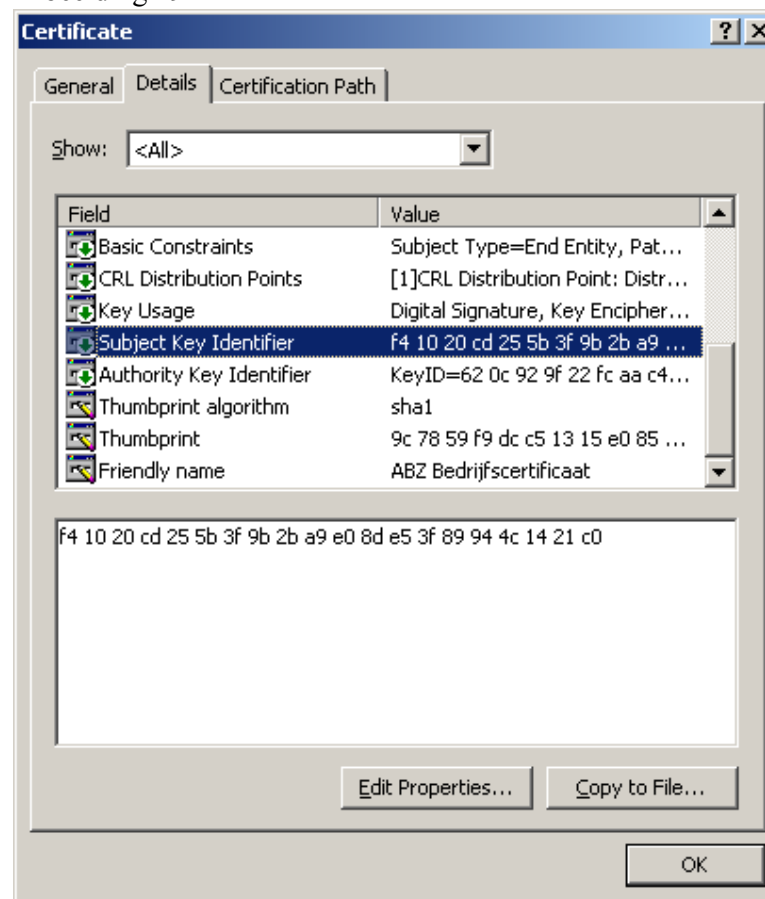 Certificate
General Details Certification Path
Show: <All>
Field Value
Basic Constraints Subject Type=End Entity, Pat...
CRL Distribution Points [1]CRL Distribution Point: Distr...
Key Usage Digital Signature, Key Encipher...
Subject Key Identifier f4 10 20 cd 25 5b 3f 9b 2b a9 ...
Authority Key Identifier KeyID=62 0c 92 9f 22 fc aa c4...
Thumbprint algorithm sha1
Thumbprint 9c 78 59 f9 dc c5 13 15 e0 85 ...
Friendly name ABZ Bedrijfscertificaat
f4 10 20 cd 25 5b 3f 9b 2b a9 e0 8d e5 3f 89 94 4c 14 21 c0
Edit Properties... Copy to File...
OK